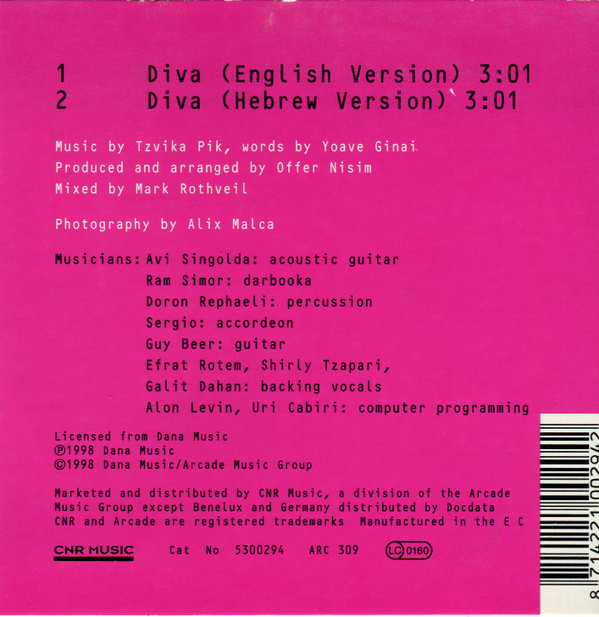 1 Diva (English Version) 3:01
2 Diva (Hebrew Version) 3:01
Music by Tzvika Pik, words by Yoave Ginai
Produced and arranged by Offer Nisim
Mixed by Mark Rothveil
Photography by Alix Malca
Musicians: Avi Singolda: acoustic guitar
Ram Simor: darbooka
Doron Rephaeli: percussion
Sergio: accordeon
Guy Beer: guitar
Efrat Rotem, Shirly Tzapari,
Galit Dahan: backing vocals
Alon Levin, Uri Cabiri: computer programming
Licensed from Dana Music
℗1998 Dana Music
©1998 Dana Music/Arcade Music Group
Marketed and distributed by CNR Music, a division of the Arcade
Music Group except Benelux and Germany distributed by Docdata
CNR and Arcade are registered trademarks Manufactured in the E C
CNR MUSIC Cat No 5300294 ARC 309 LC 0160
8 714221 002942